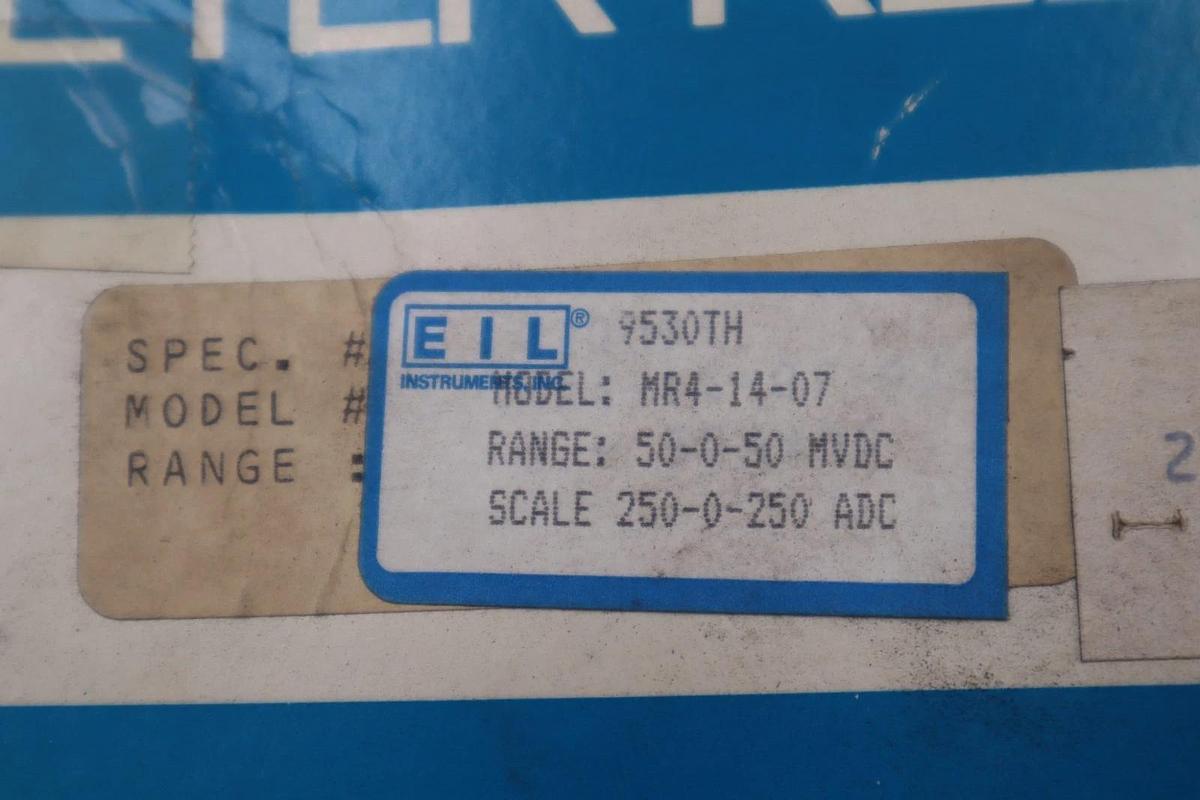 SPEC. #
MODEL #
RANGE :
EIL®
INSTRUMENTS, INC.
9530TH
MODEL: MR4-14-07
RANGE: 50-0-50 MVDC
SCALE 250-0-250 ADC
2